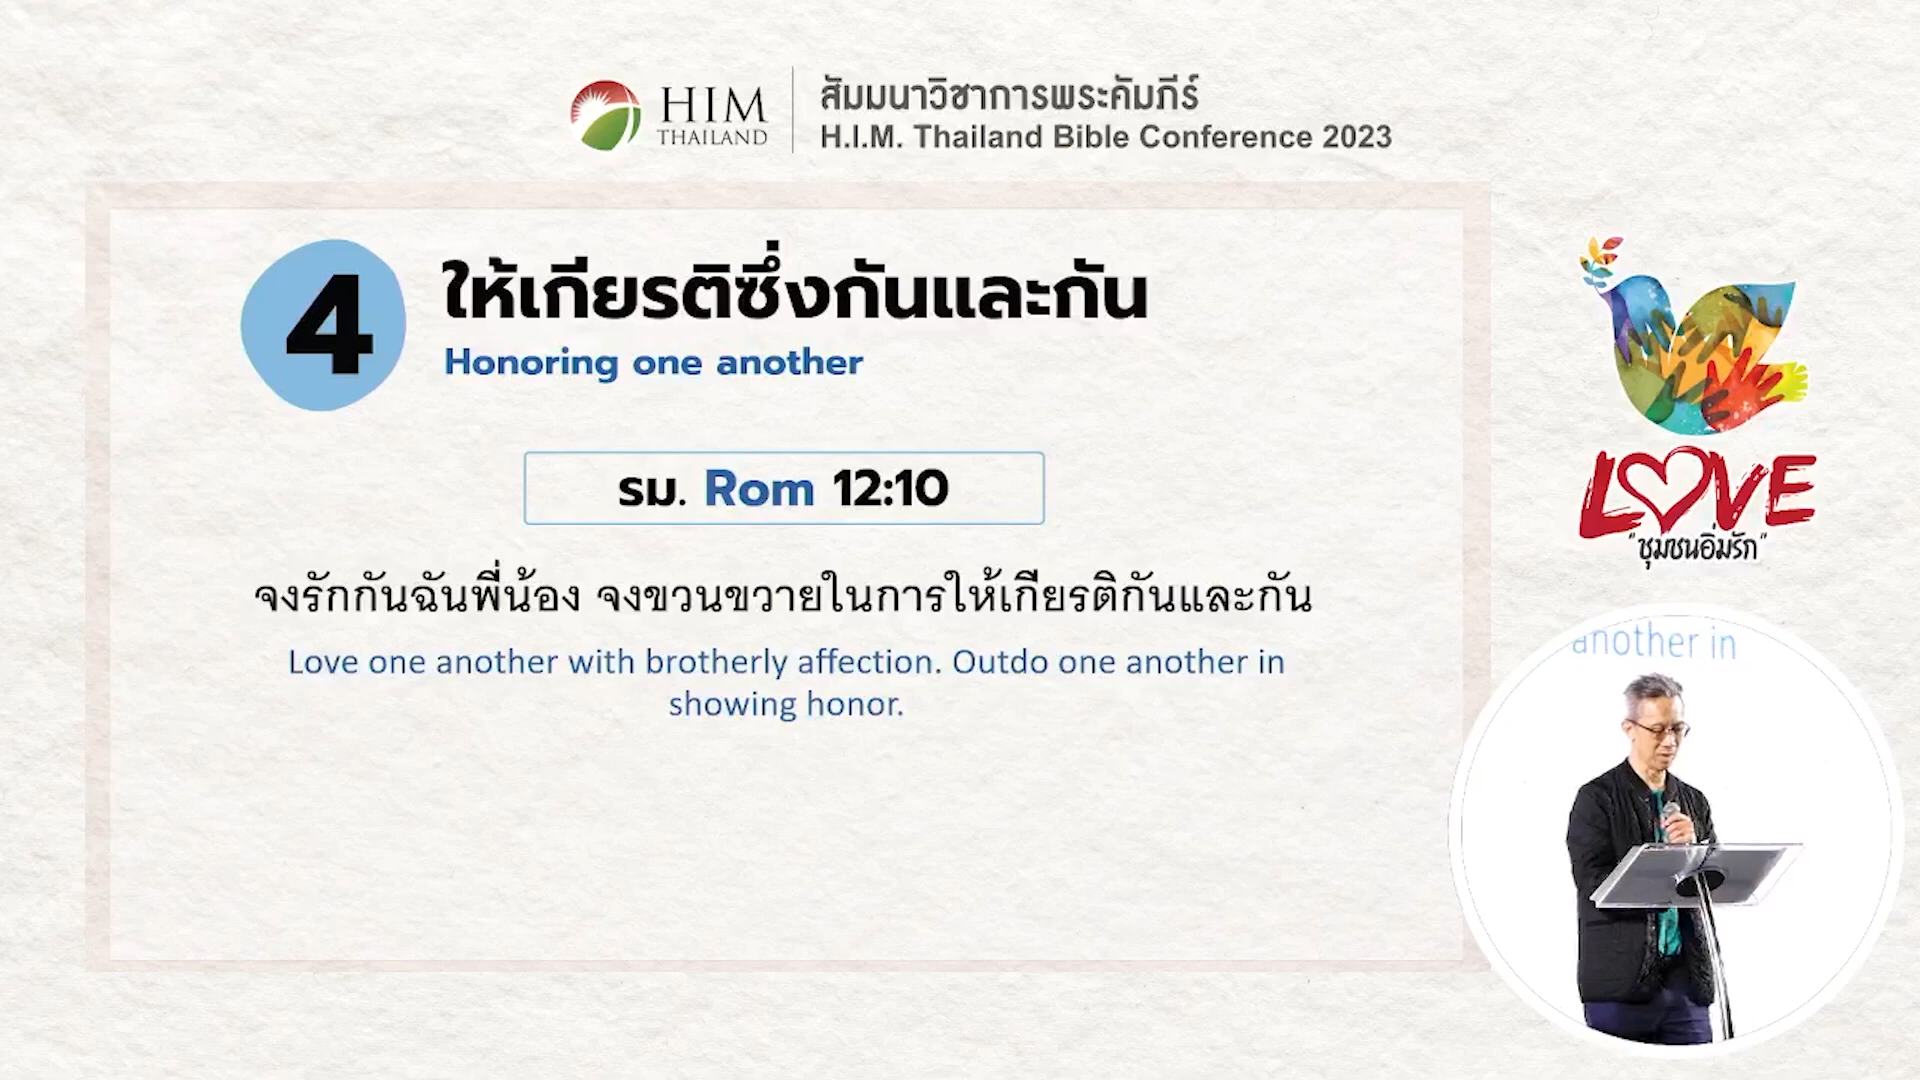 HIM
THAILAND
สัมมนาวิชาการพระคัมภีร์
H.I.M. Thailand Bible Conference 2023
4
ให้เกียรติซึ่งกันและกัน
Honoring one another
รม. Rom 12:10
จงรักกันฉันพี่น้อง จงขวนขวายในการให้เกียรติกันและกัน
Love one another with brotherly affection. Outdo one another in
showing honor.
LOVE
"ชุมชนอิ่มรัก"
another in